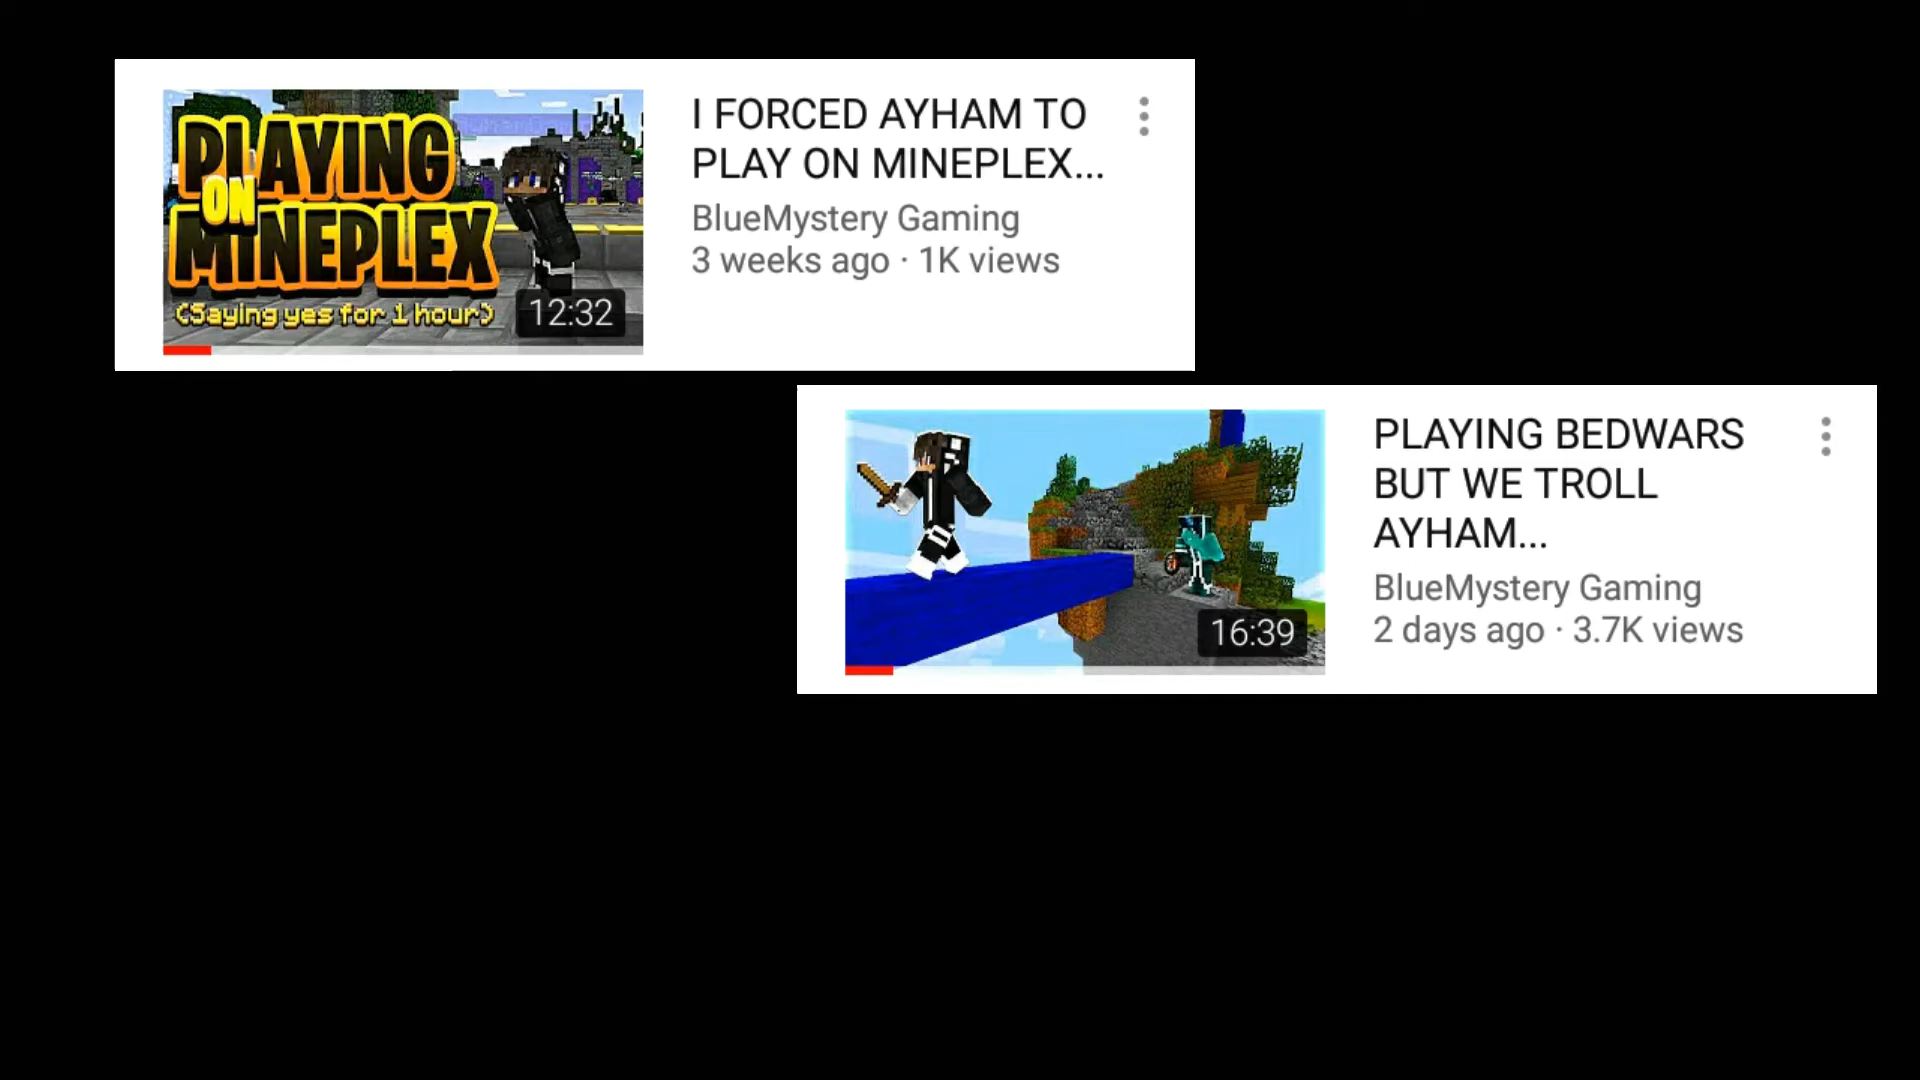 PLAYING
ON
MINEPLEX
(Saying yes for 1 hour)
12:32
I FORCED AYHAM TO
PLAY ON MINEPLEX...
BlueMystery Gaming
3 weeks ago · 1K views
16:39
PLAYING BEDWARS
BUT WE TROLL
AYHAM...
BlueMystery Gaming
2 days ago · 3.7K views